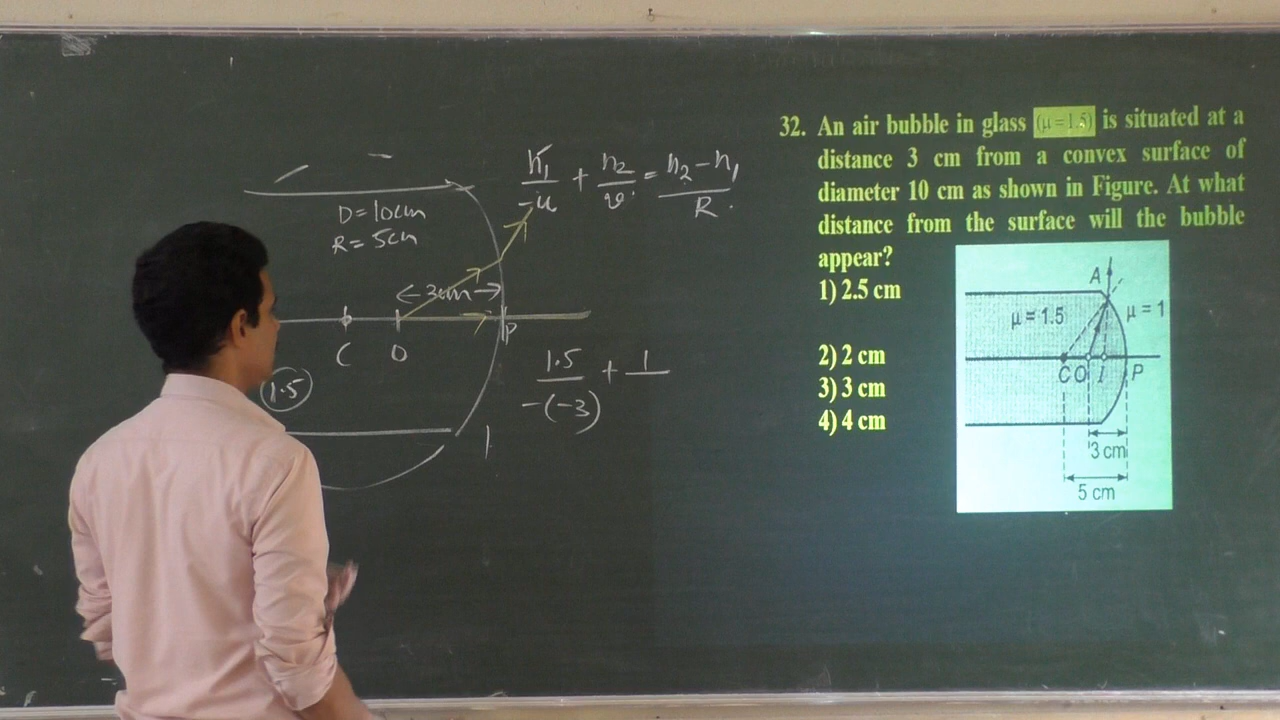 D=10cm
R=5cm
n₁/-u + n₂/v = n₂-n₁/R
←3cm→
C O P
1.5
1.5/-(-3) + 1/
1
32. An air bubble in glass (μ=1.5) is situated at a
distance 3 cm from a convex surface of
diameter 10 cm as shown in Figure. At what
distance from the surface will the bubble
appear?
1) 2.5 cm
2) 2 cm
3) 3 cm
4) 4 cm
A
μ = 1.5
μ = 1
C O I P
3 cm
5 cm